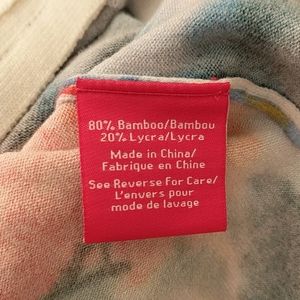 80% Bamboo/Bambou
20% Lycra/Lycra
Made in China/
Fabrique en Chine
See Reverse For Care/
L'envers pour
mode de lavage